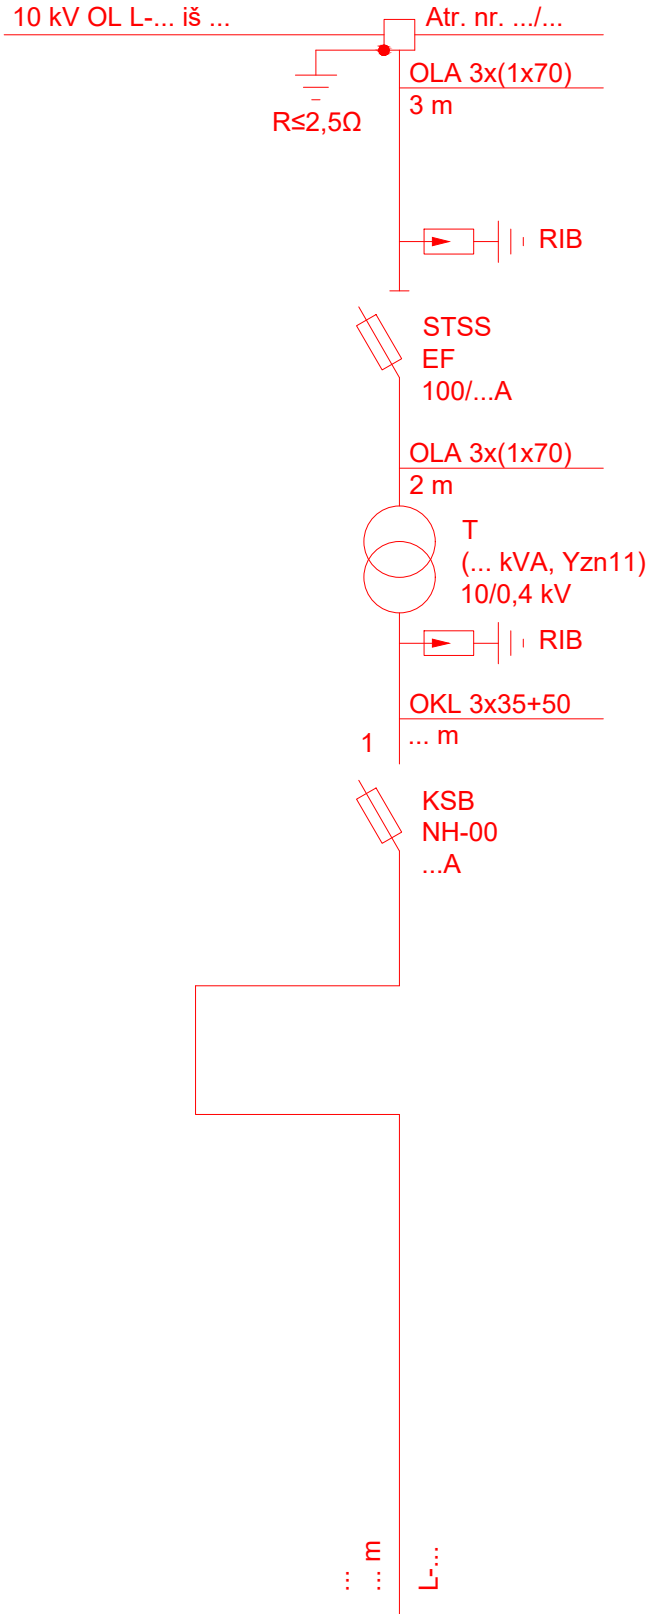 10 kV OL L-... iš ...
Atr. nr. .../...
OLA 3x(1x70)
3 m
R≤2,5Ω
RIB
STSS
EF
100/...A
OLA 3x(1x70)
2 m
T
(... kVA, Yzn11)
10/0,4 kV
RIB
OKL 3x35+50
... m
1
KSB
NH-00
...A
...
... m
L-...